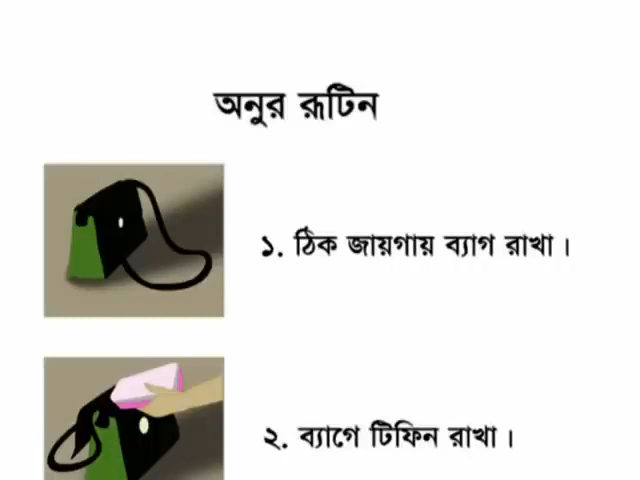 অনুর রূটিন
১. ঠিক জায়গায় ব্যাগ রাখা।
২. ব্যাগে টিফিন রাখা।